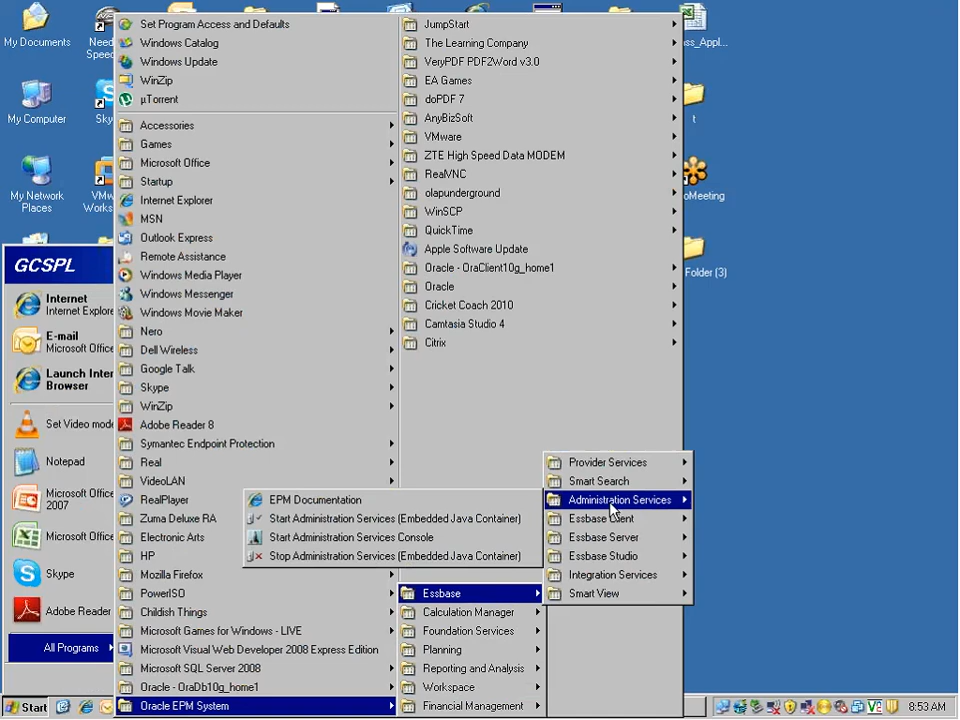 My Documents
Need
Speed
My Computer
Sky
My Network
Places
VMw
Works
GCSPL
Internet
Internet Explorer
E-mail
Microsoft Office
Launch Inter
Browser
Set Video mode
Notepad
Microsoft Office
2007
Microsoft Office
Skype
Adobe Reader
All Programs
Set Program Access and Defaults
Windows Catalog
Windows Update
WinZip
µTorrent
Accessories
Games
Microsoft Office
Startup
Internet Explorer
MSN
Outlook Express
Remote Assistance
Windows Media Player
Windows Messenger
Windows Movie Maker
Nero
Dell Wireless
Google Talk
Skype
WinZip
Adobe Reader 8
Symantec Endpoint Protection
Real
VideoLAN
RealPlayer
Zuma Deluxe RA
Electronic Arts
HP
Mozilla Firefox
PowerISO
Childish Things
Microsoft Games for Windows - LIVE
Microsoft Visual Web Developer 2008 Express Edition
Microsoft SQL Server 2008
Oracle - OraDb10g_home1
Oracle EPM System
JumpStart
The Learning Company
VeryPDF PDF2Word v3.0
EA Games
doPDF 7
AnyBizSoft
VMware
ZTE High Speed Data MODEM
RealVNC
olapunderground
WinSCP
QuickTime
Apple Software Update
Oracle - OraClient10g_home1
Oracle
Cricket Coach 2010
Camtasia Studio 4
Citrix
Essbase
Calculation Manager
Foundation Services
Planning
Reporting and Analysis
Workspace
Financial Management
Provider Services
Smart Search
Administration Services
Essbase Client
Essbase Server
Essbase Studio
Integration Services
Smart View
EPM Documentation
Start Administration Services (Embedded Java Container)
Start Administration Services Console
Stop Administration Services (Embedded Java Container)
ass_Appl...
t
oMeeting
Folder (3)
Start
8:53 AM